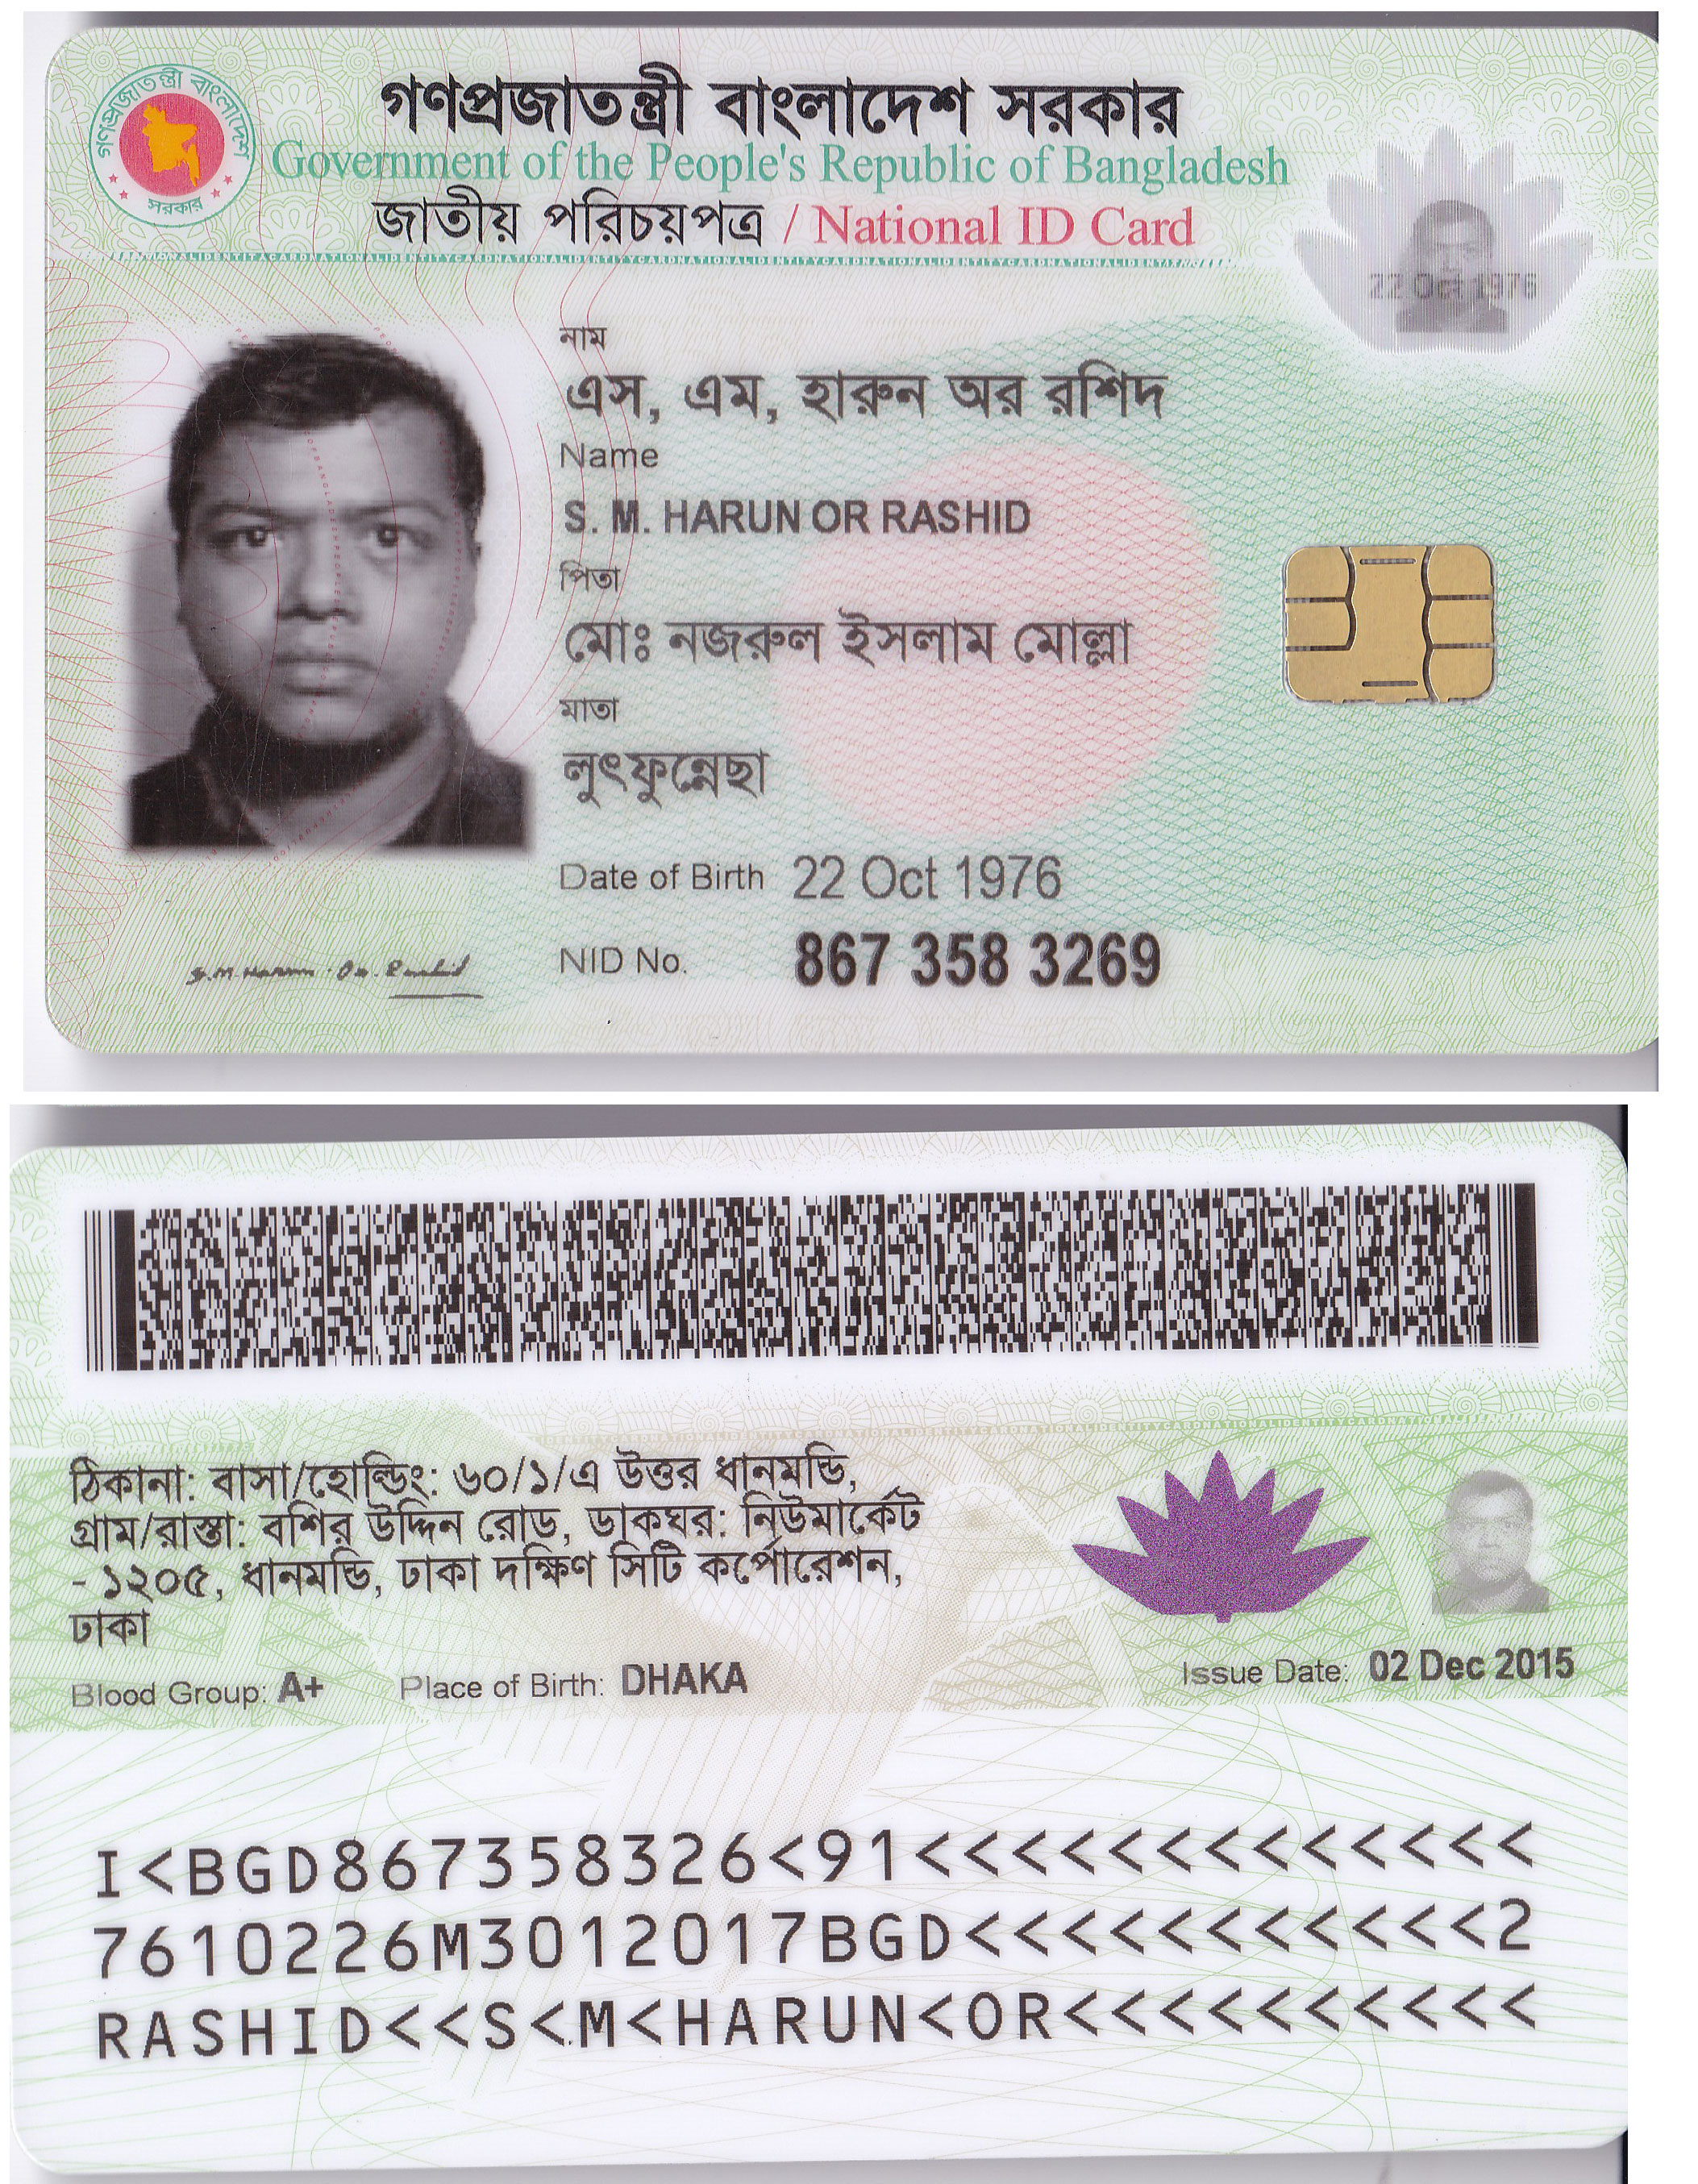 গণপ্রজাতন্ত্রী বাংলাদেশ সরকার
Government of the People's Republic of Bangladesh
জাতীয় পরিচয়পত্র / National ID Card
গণপ্রজাতন্ত্রী বাংলাদেশ
সরকার
22 Oct 1976
নাম
এস, এম, হারুন অর রশিদ
Name
S. M. HARUN OR RASHID
পিতা
মোঃ নজরুল ইসলাম মোল্লা
মাতা
লুৎফুন্নেছা
Date of Birth 22 Oct 1976
NID No. 867 358 3269
S.M. Harun Or Rashid
ঠিকানা: বাসা/হোল্ডিং: ৬০/১/এ উত্তর ধানমন্ডি,
গ্রাম/রাস্তা: বশির উদ্দিন রোড, ডাকঘর: নিউমার্কেট
- ১২০৫, ধানমন্ডি, ঢাকা দক্ষিণ সিটি কর্পোরেশন,
ঢাকা
Blood Group: A+ Place of Birth: DHAKA Issue Date: 02 Dec 2015
I<BGD867358326<91<<<<<<<<<<<<<
7610226M3012017BGD<<<<<<<<<<<2
RASHID<<S<M<HARUN<OR<<<<<<<<<<